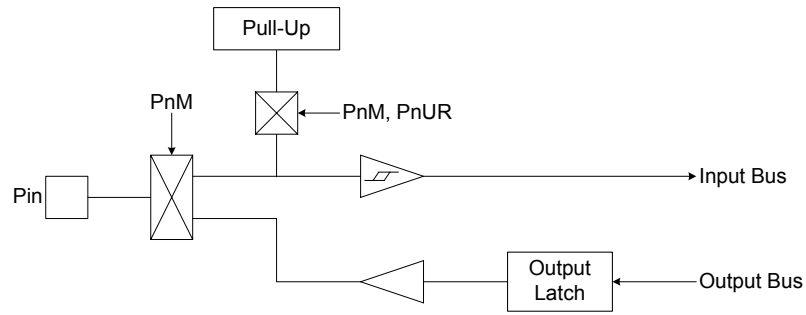 Pull-Up
PnM
PnM, PnUR
Pin
Input Bus
Output
Latch
Output Bus